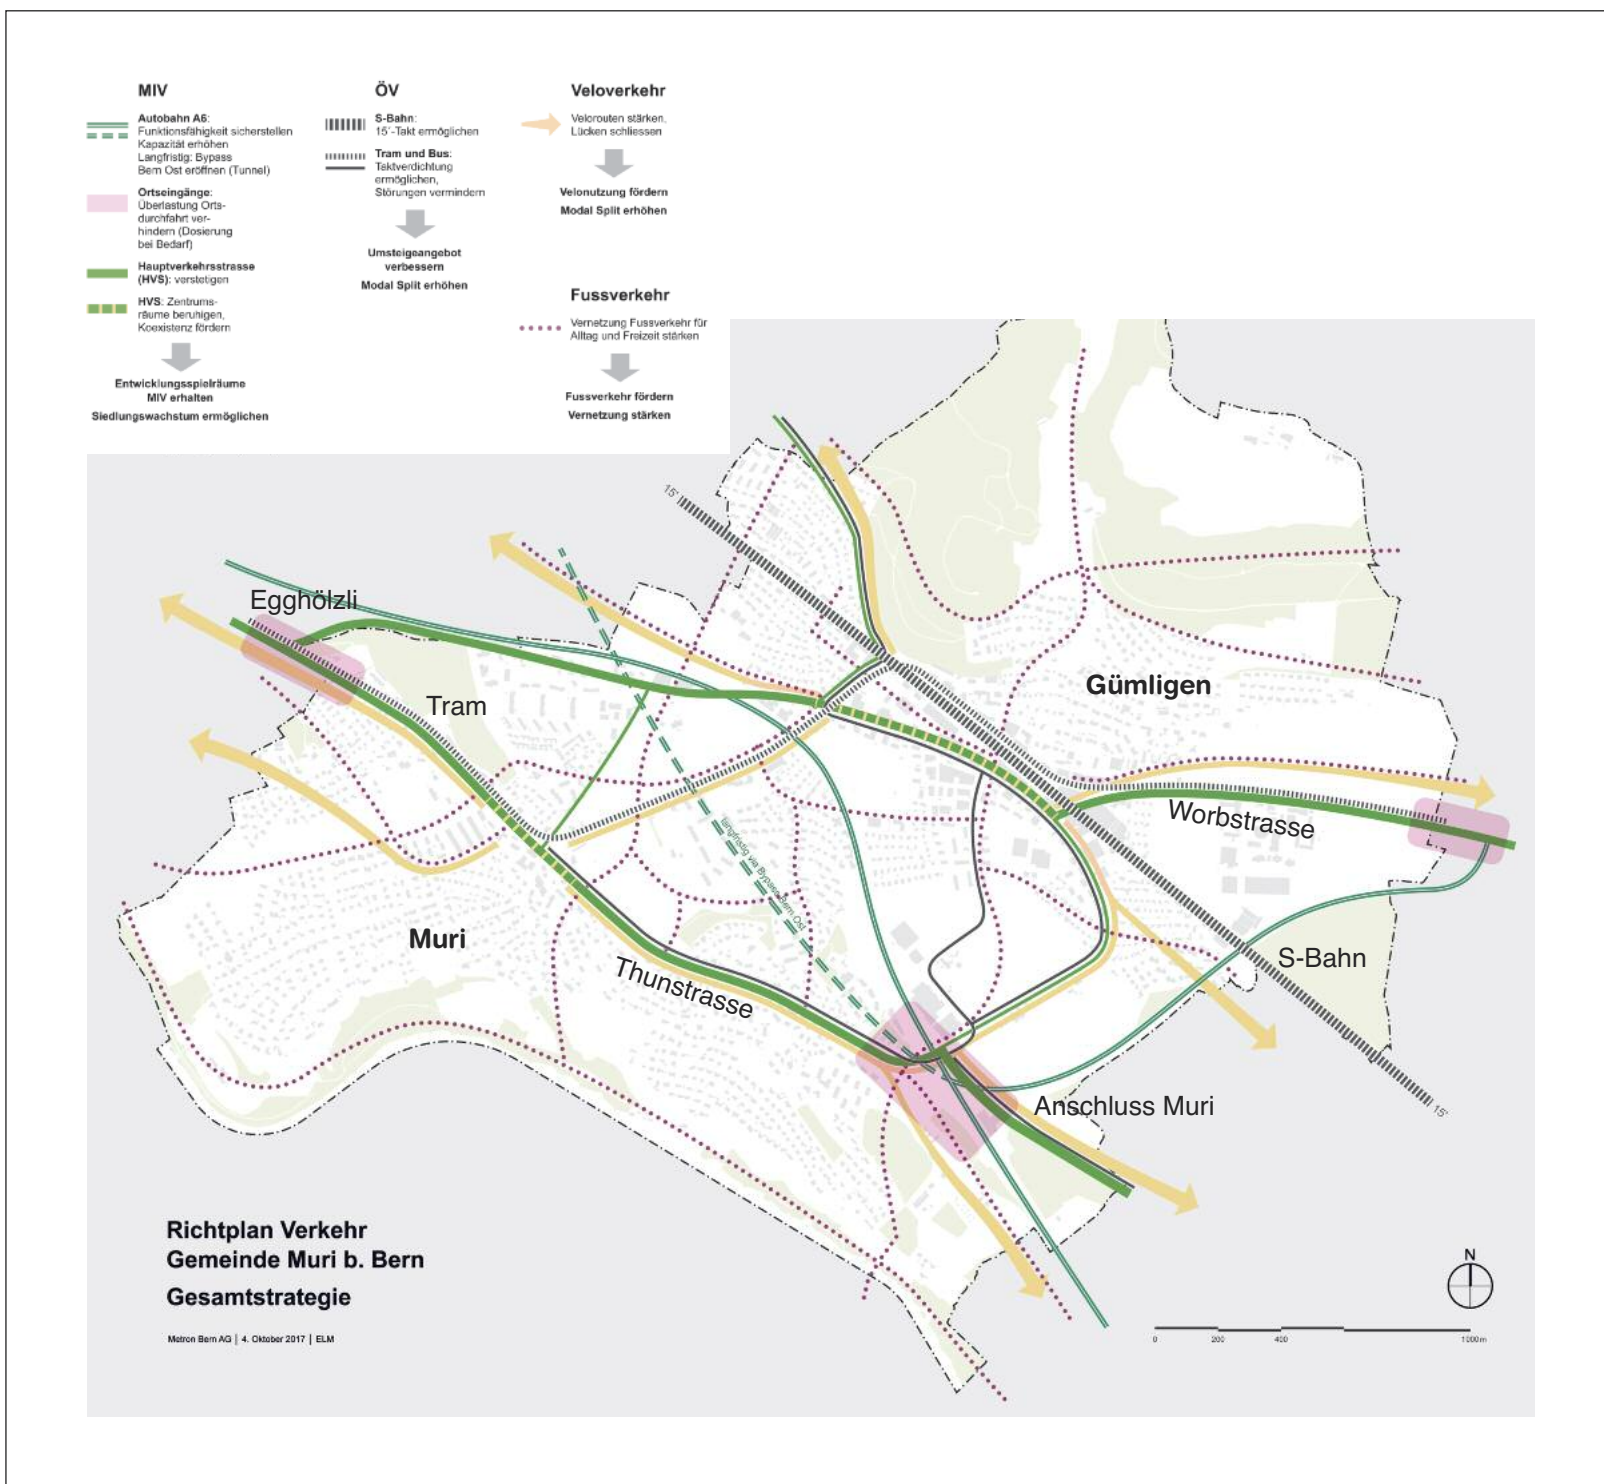 MIV
Autobahn A6:
Funktionsfähigkeit sicherstellen
Kapazität erhöhen
Langfristig: Bypass
Bern Ost eröffnen (Tunnel)
Ortseingänge:
Überlastung Orts-
durchfahrt ver-
hindern (Dosierung
bei Bedarf)
Hauptverkehrsstrasse
(HVS): verstetigen
HVS: Zentrums-
räume beruhigen,
Koexistenz fördern
Entwicklungsspielräume
MIV erhalten
Siedlungswachstum ermöglichen
ÖV
S-Bahn:
15'-Takt ermöglichen
Tram und Bus:
Taktverdichtung
ermöglichen,
Störungen vermindern
Umsteigeangebot
verbessern
Modal Split erhöhen
Veloverkehr
Velorouten stärken,
Lücken schliessen
Velonutzung fördern
Modal Split erhöhen
Fussverkehr
Vernetzung Fussverkehr für
Alltag und Freizeit stärken
Fussverkehr fördern
Vernetzung stärken
15'
Egghölzli
Tram
Gümligen
Worbstrasse
langfristig via Bypass Bern Ost
Muri
Thunstrasse
S-Bahn
Anschluss Muri
15'
Richtplan Verkehr
Gemeinde Muri b. Bern
Gesamtstrategie
Metron Bern AG | 4. Oktober 2017 | ELM
N
0 200 400 1000m